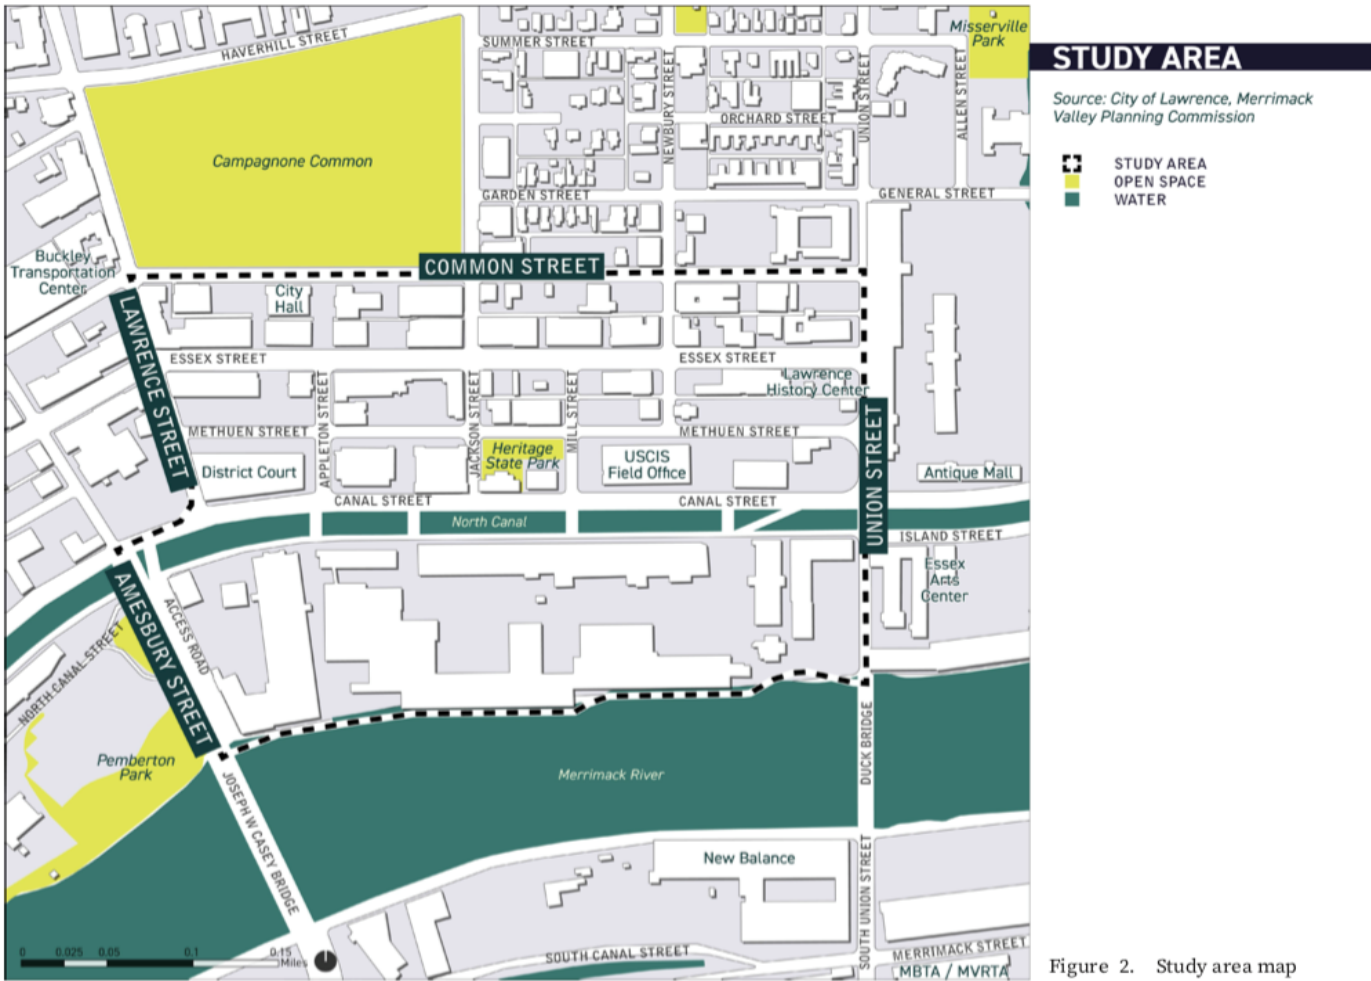 HAVERHILL STREET
SUMMER STREET
Misserville
Park
STUDY AREA
Source: City of Lawrence, Merrimack
Valley Planning Commission
STUDY AREA
OPEN SPACE
WATER
NEWBURY STREET
UNION STREET
ALLEN STREET
ORCHARD STREET
Campagnone Common
GARDEN STREET
GENERAL STREET
Buckley
Transportation
Center
COMMON STREET
City
Hall
LAWRENCE STREET
ESSEX STREET
ESSEX STREET
Lawrence
History Center
APPLETON STREET
JACKSON STREET
MILL STREET
METHUEN STREET
METHUEN STREET
UNION STREET
Heritage
State Park
USCIS
Field Office
District Court
Antique Mall
CANAL STREET
CANAL STREET
North Canal
ISLAND STREET
Essex
Arts
Center
AMESBURY STREET
ACCESS ROAD
NORTH CANAL STREET
Pemberton
Park
Merrimack River
DUCK BRIDGE
JOSEPH W CASEY BRIDGE
New Balance
SOUTH UNION STREET
SOUTH CANAL STREET
MERRIMACK STREET
MBTA / MVRTA
0 0.025 0.05 0.1 0.15
Miles
Figure 2. Study area map